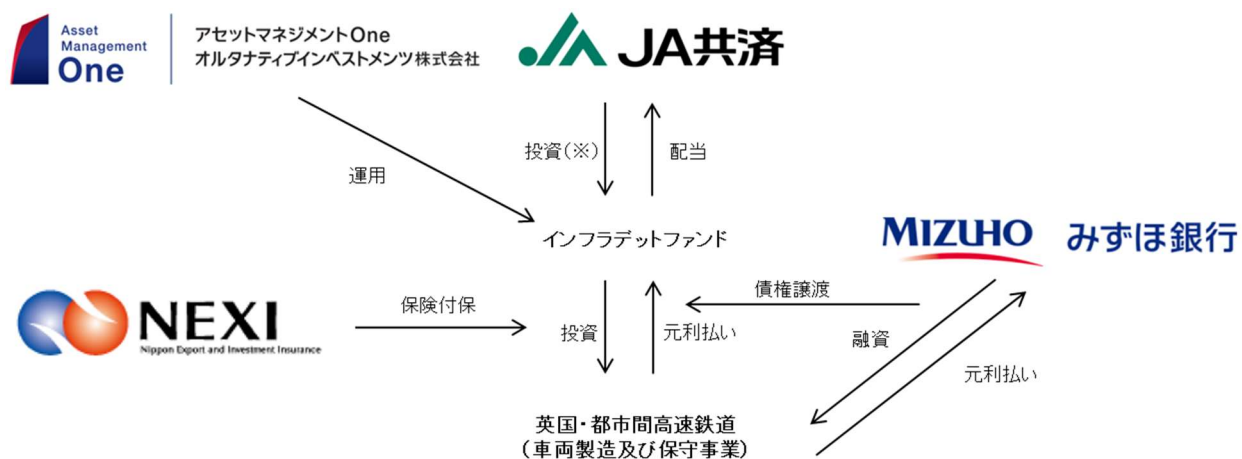 Asset
Management
One
アセットマネジメントOne
オルタナティブインベストメンツ株式会社
JA共済
投資(※)
配当
運用
インフラデットファンド
MIZUHO みずほ銀行
債権譲渡
NEXI
Nippon Export and Investment Insurance
保険付保
投資
元利払い
融資
元利払い
英国・都市間高速鉄道
(車両製造及び保守事業)